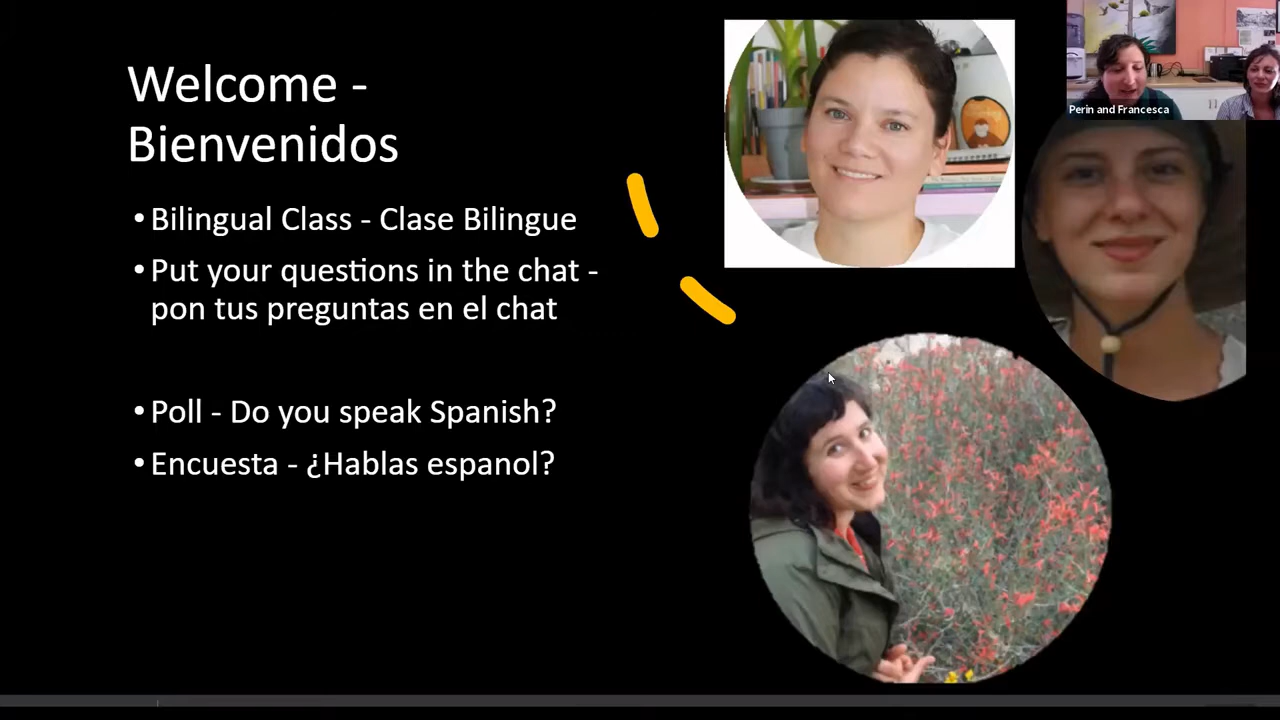 Welcome -
Bienvenidos
•Bilingual Class - Clase Bilingue
•Put your questions in the chat -
pon tus preguntas en el chat
•Poll - Do you speak Spanish?
•Encuesta - ¿Hablas espanol?
Perin and Francesca